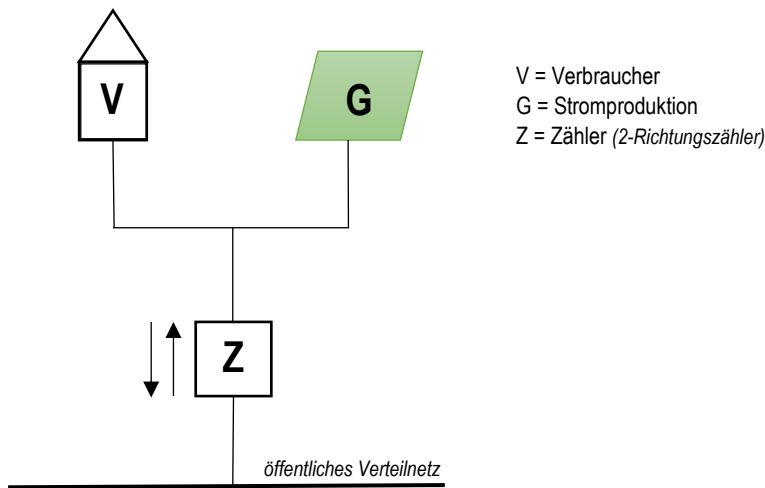 V
G
V = Verbraucher
G = Stromproduktion
Z = Zähler (2-Richtungszähler)
Z
öffentliches Verteilnetz